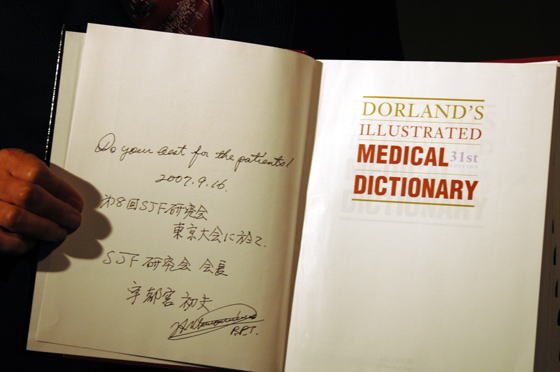 Do your best for the patients!
2007.9.16.
第8回SJF研究会
東京大会に於て.
SJF研究会 会長
宇都宮 初夫
R.P.T.
DORLAND'S
ILLUSTRATED
MEDICAL 31st
EDITION
DICTIONARY